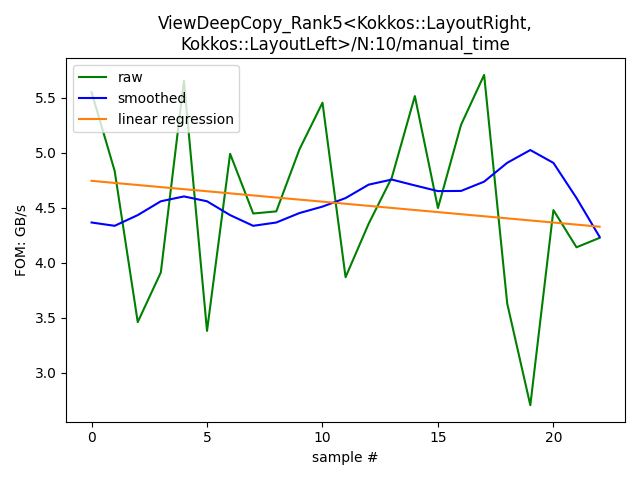 ViewDeepCopy_Rank5<Kokkos::LayoutRight,
Kokkos::LayoutLeft>/N:10/manual_time
raw
smoothed
linear regression
FOM: GB/s
5.5
5.0
4.5
4.0
3.5
3.0
0 5 10 15 20
sample #